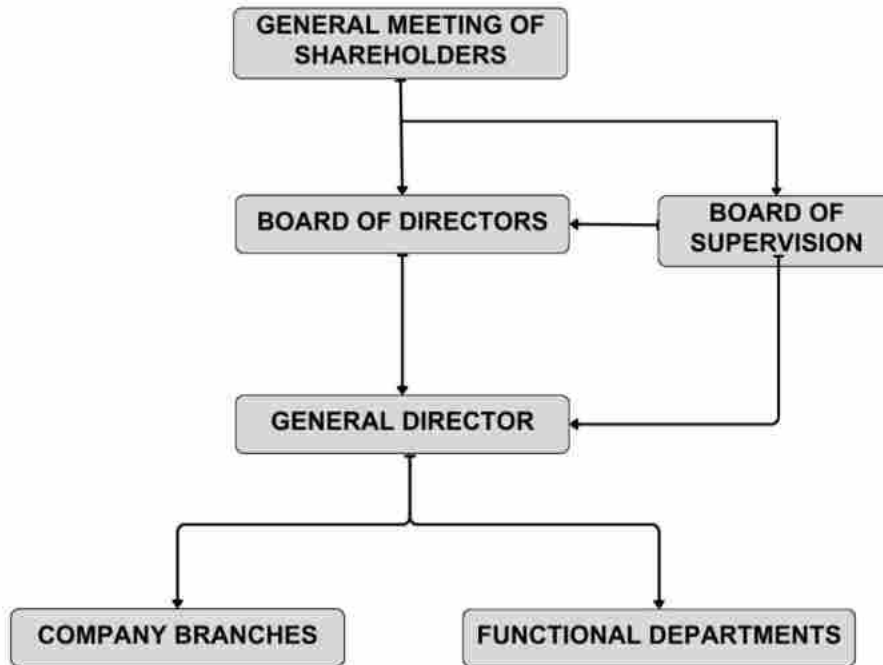 GENERAL MEETING OF
SHAREHOLDERS
BOARD OF DIRECTORS
BOARD OF
SUPERVISION
GENERAL DIRECTOR
COMPANY BRANCHES
FUNCTIONAL DEPARTMENTS